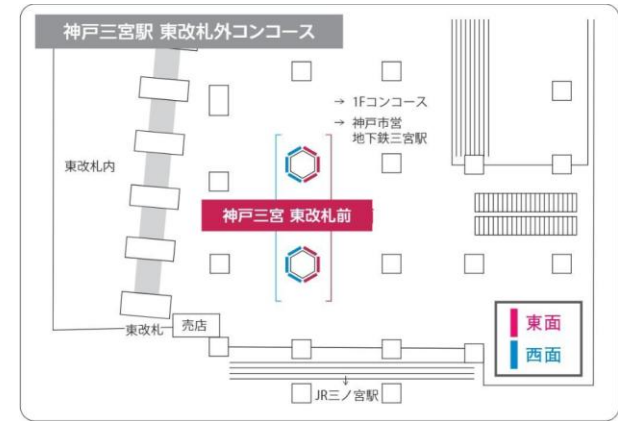 神戸三宮駅 東改札外コンコース
→ 1Fコンコース
→ 神戸市営
地下鉄三宮駅
東改札内
神戸三宮 東改札前
東改札
売店
東面
西面
↓
JR三ノ宮駅